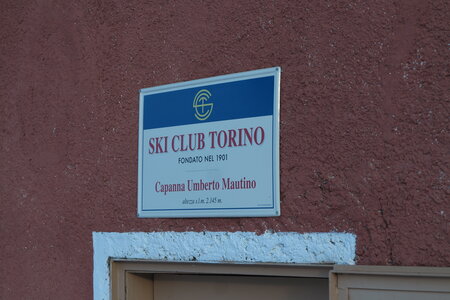 SKI CLUB TORINO
FONDATO NEL 1901
Capanna Umberto Mautino
altezza s.l.m. 2.145 m.